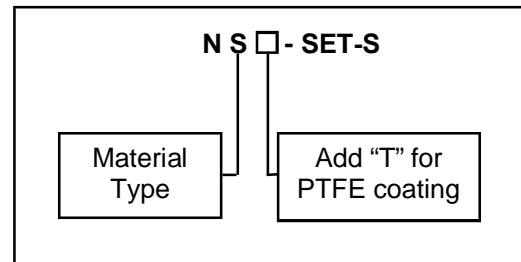 N S □ - SET-S
Material
Type
Add “T” for
PTFE coating